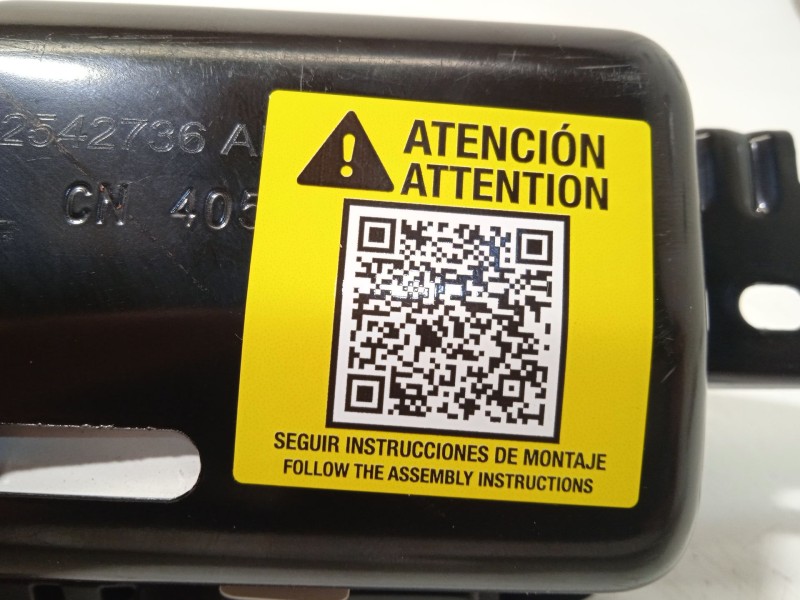 2542736 A
CN 405
ATENCIÓN
ATTENTION
SEGUIR INSTRUCCIONES DE MONTAJE
FOLLOW THE ASSEMBLY INSTRUCTIONS